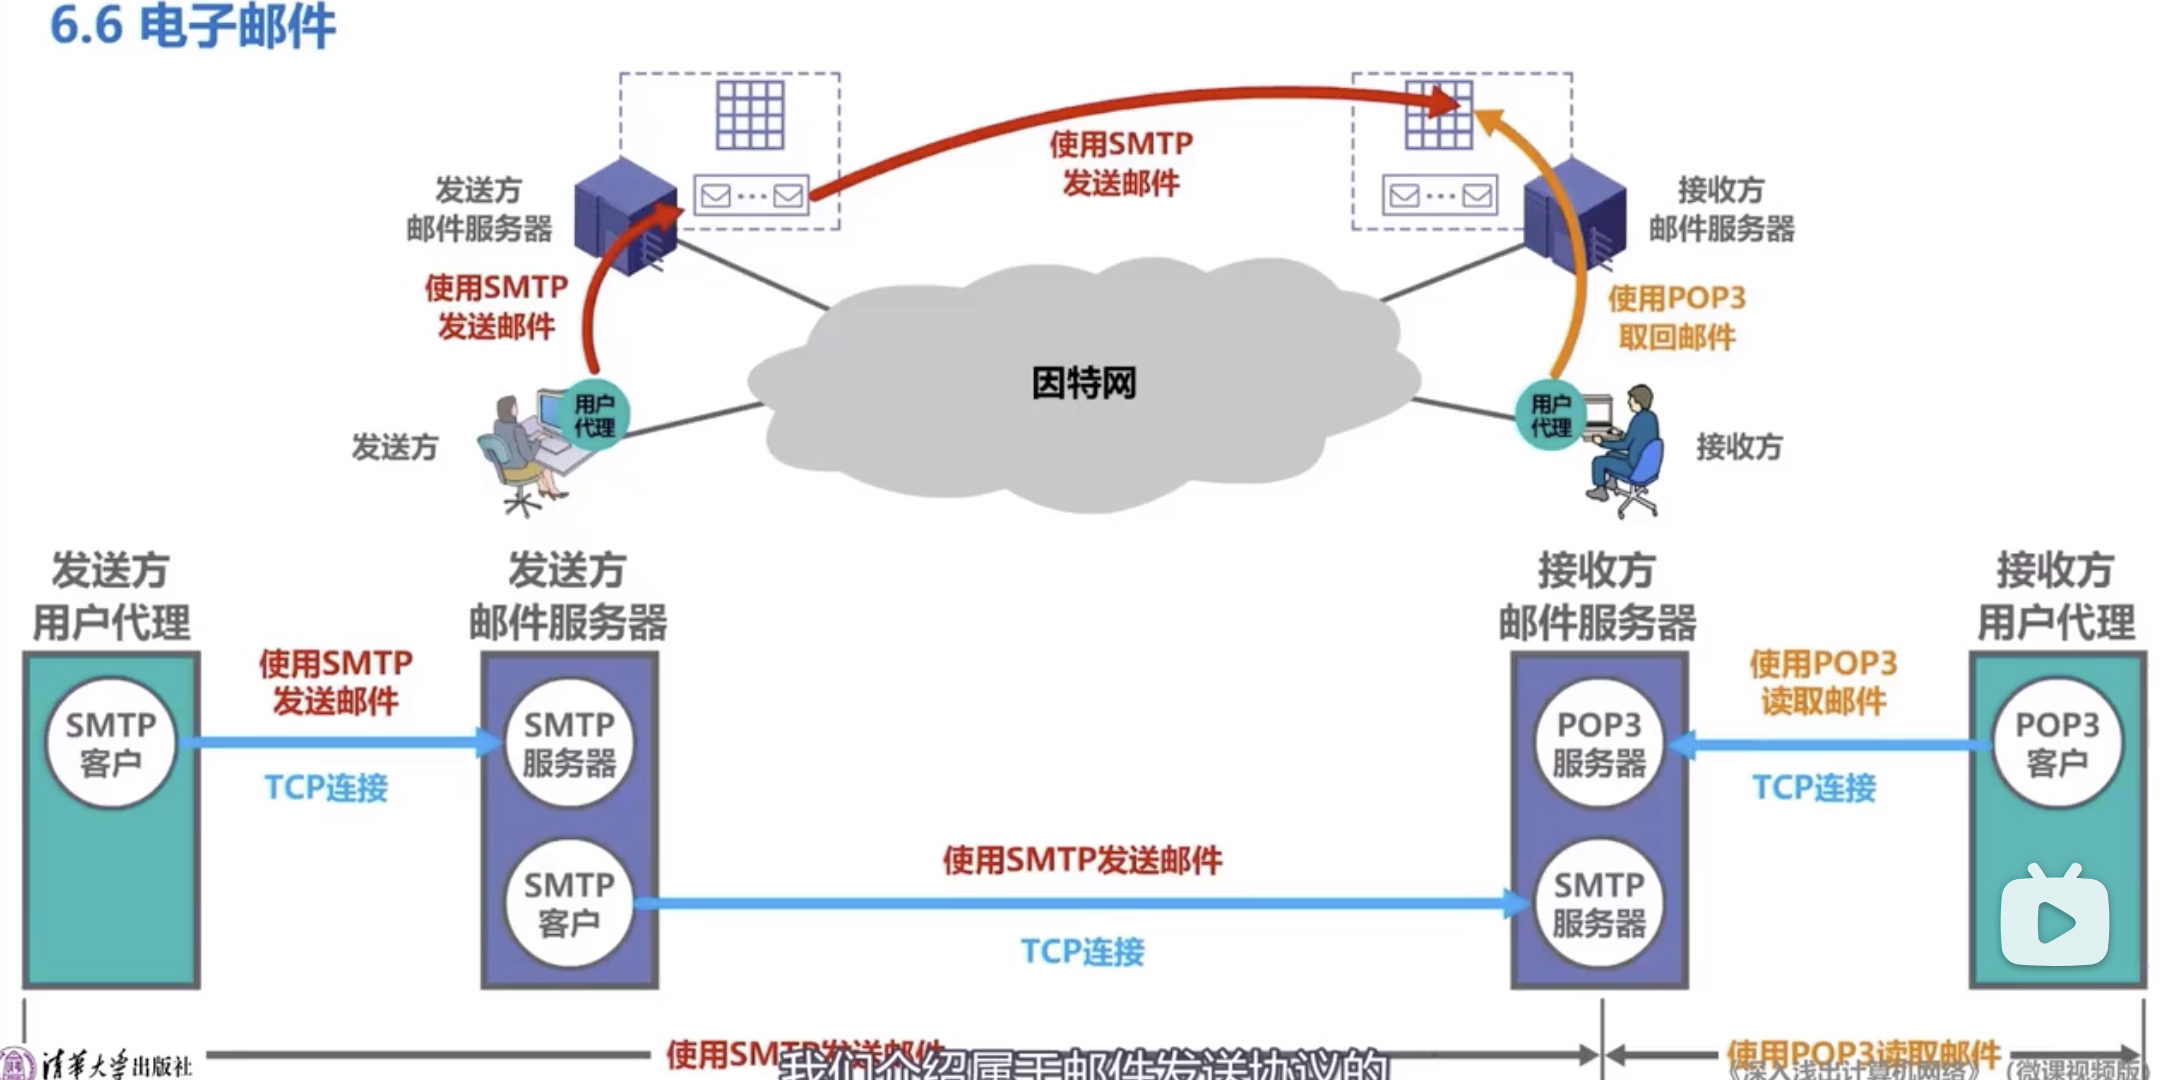 6.6 电子邮件
使用SMTP
发送邮件
发送方
邮件服务器
接收方
邮件服务器
使用SMTP
发送邮件
使用POP3
取回邮件
因特网
用户
代理
用户
代理
发送方
接收方
发送方
用户代理
发送方
邮件服务器
接收方
邮件服务器
接收方
用户代理
使用SMTP
发送邮件
使用POP3
读取邮件
SMTP
客户
SMTP
服务器
POP3
服务器
POP3
客户
TCP连接
TCP连接
使用SMTP发送邮件
SMTP
客户
SMTP
服务器
TCP连接
清华大学出版社
使用SMTP发送邮件
使用POP3读取邮件
我们介绍属于邮件发送协议的
《深入浅出计算机网络》（微课视频版）